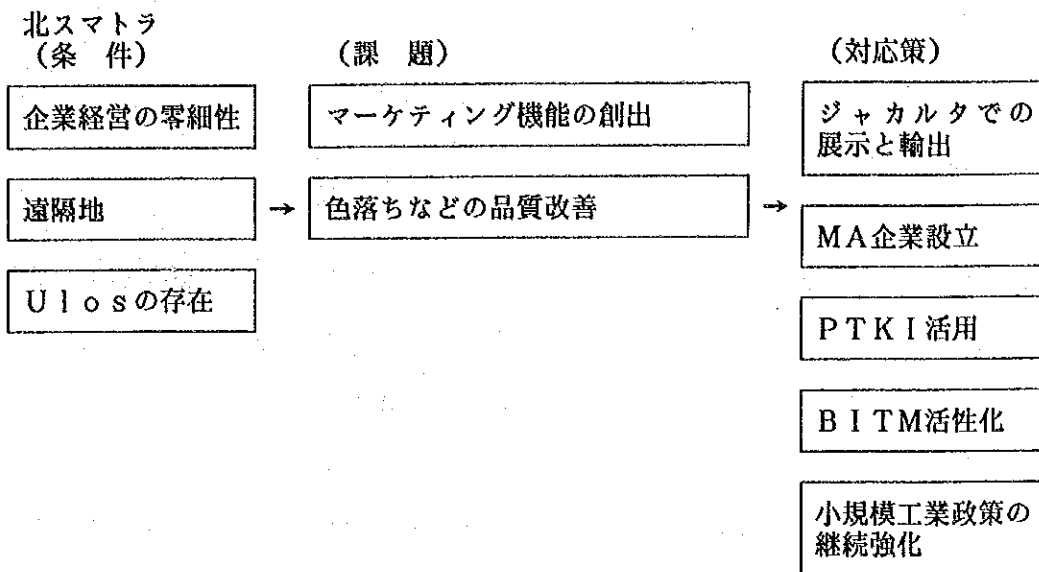 北スマトラ
(条　件)
企業経営の零細性
遠隔地
Ulosの存在
→
(課　題)
マーケティング機能の創出
色落ちなどの品質改善
→
(対応策)
ジャカルタでの
展示と輸出
MA企業設立
PTKI活用
BITM活性化
小規模工業政策の
継続強化